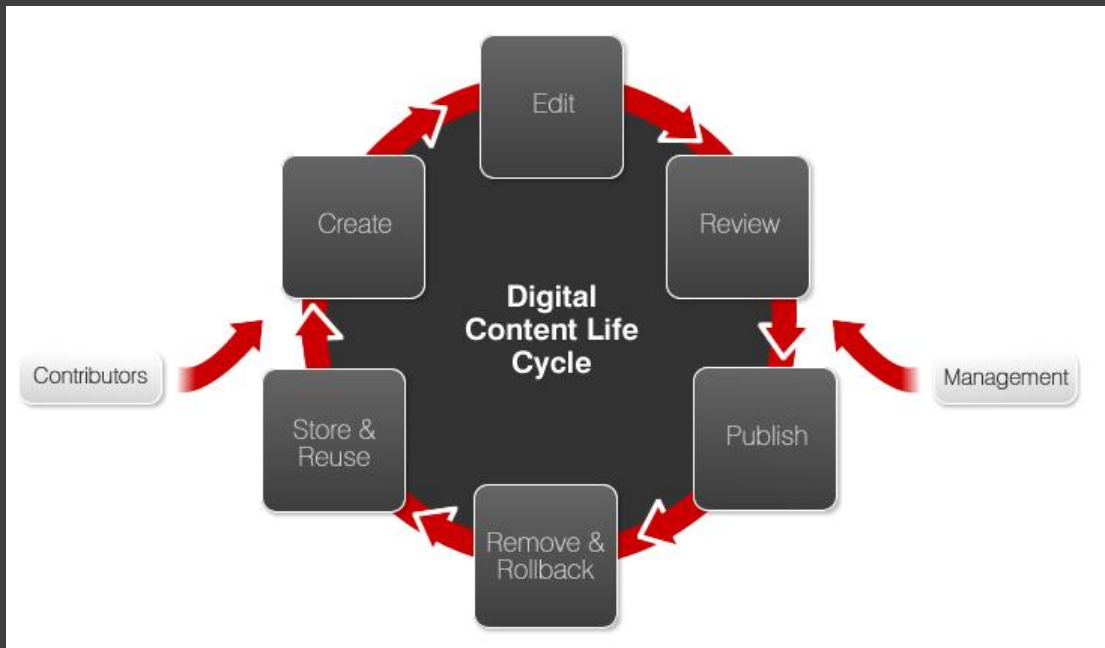 Edit
Create
Review
Digital
Content Life
Cycle
Contributors
Management
Store &
Reuse
Publish
Remove &
Rollback